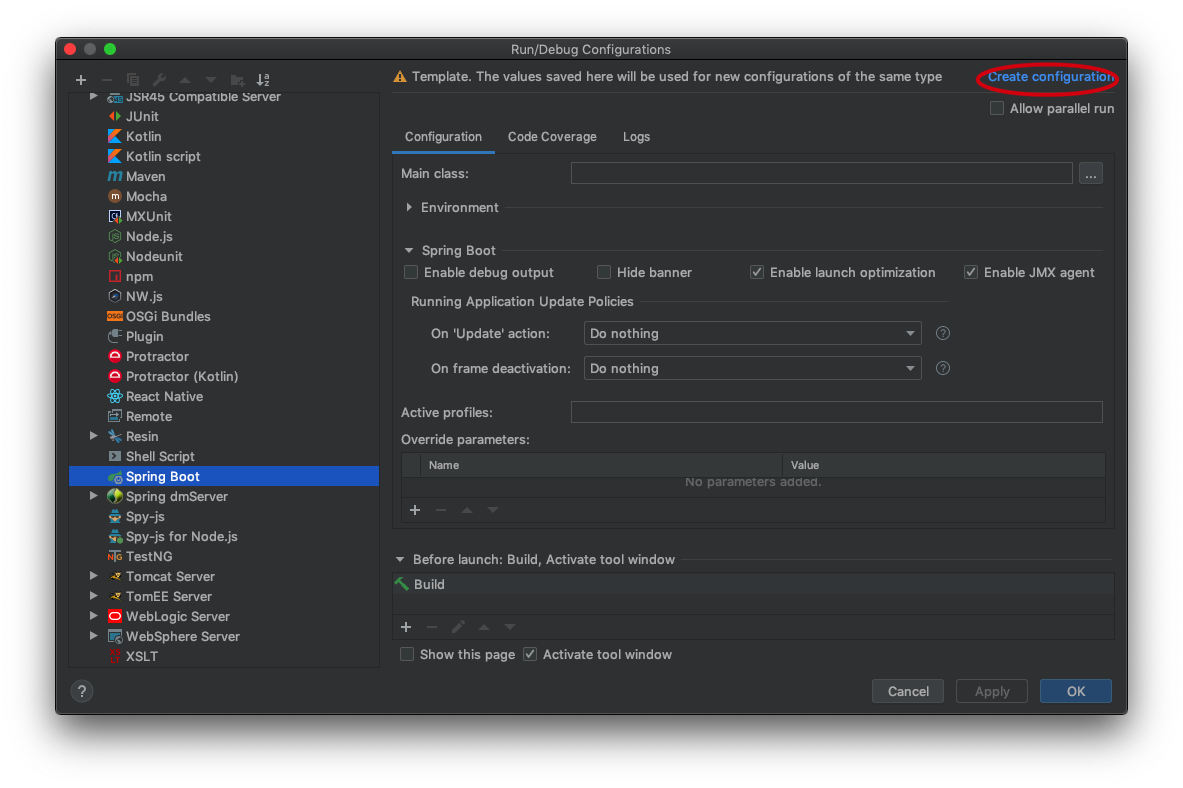 Run/Debug Configurations
JSR45 Compatible Server
JUnit
Kotlin
Kotlin script
Maven
Mocha
MXUnit
Node.js
Nodeunit
npm
NW.js
OSGi Bundles
Plugin
Protractor
Protractor (Kotlin)
React Native
Remote
Resin
Shell Script
Spring Boot
Spring dmServer
Spy-js
Spy-js for Node.js
TestNG
Tomcat Server
TomEE Server
WebLogic Server
WebSphere Server
XSLT
Template. The values saved here will be used for new configurations of the same type
Create configuration
Allow parallel run
Configuration Code Coverage Logs
Main class:
...
Environment
Spring Boot
Enable debug output Hide banner Enable launch optimization Enable JMX agent
Running Application Update Policies
On 'Update' action: Do nothing ?
On frame deactivation: Do nothing ?
Active profiles:
Override parameters:
Name Value
No parameters added.
Before launch: Build, Activate tool window
Build
Show this page Activate tool window
? Cancel Apply OK